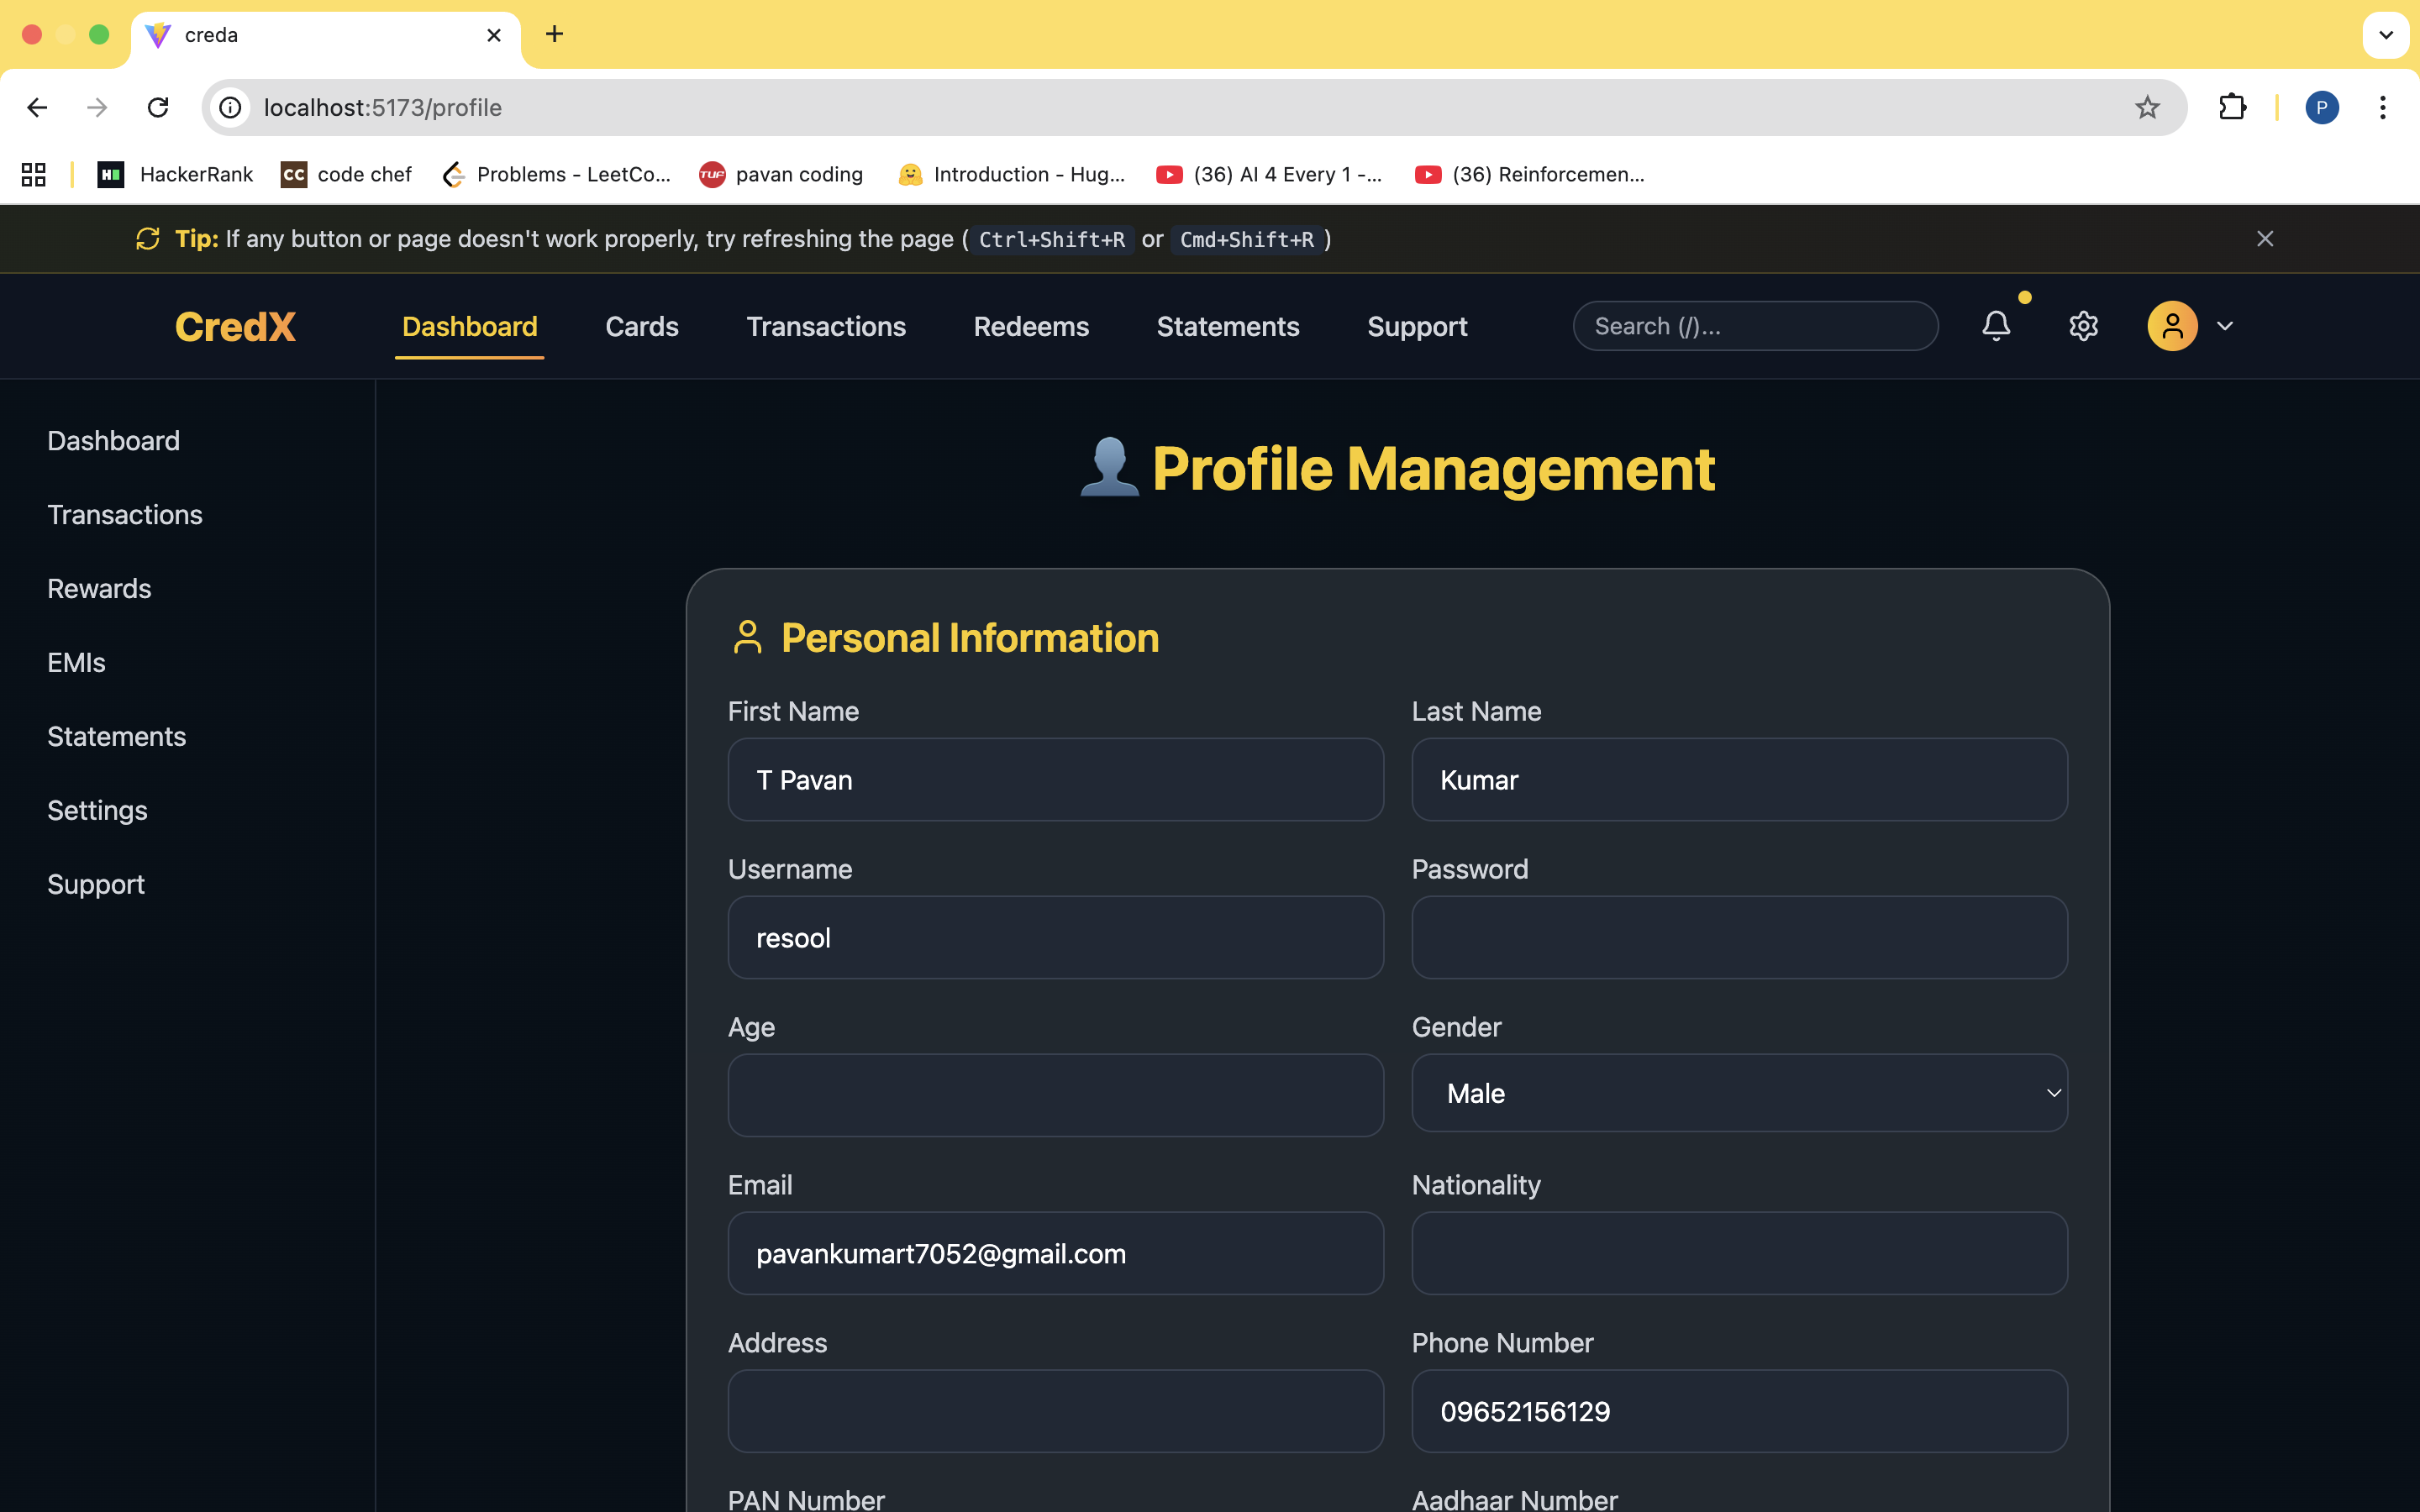 creda
localhost:5173/profile
P
HackerRank
CC code chef
Problems - LeetCo...
TUF pavan coding
Introduction - Hug...
(36) AI 4 Every 1 -...
(36) Reinforcemen...
Tip: If any button or page doesn't work properly, try refreshing the page ( Ctrl+Shift+R or Cmd+Shift+R )
CredX
Dashboard
Cards
Transactions
Redeems
Statements
Support
Search (/)...
Dashboard
Transactions
Rewards
EMIs
Statements
Settings
Support
Profile Management
Personal Information
First Name
T Pavan
Last Name
Kumar
Username
resool
Password
Age
Gender
Male
Email
pavankumart7052@gmail.com
Nationality
Address
Phone Number
09652156129
PAN Number
Aadhaar Number